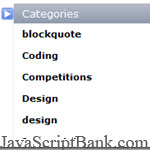 Categories
blockquote
Coding
Competitions
Design
design
JavaScriptBank.com